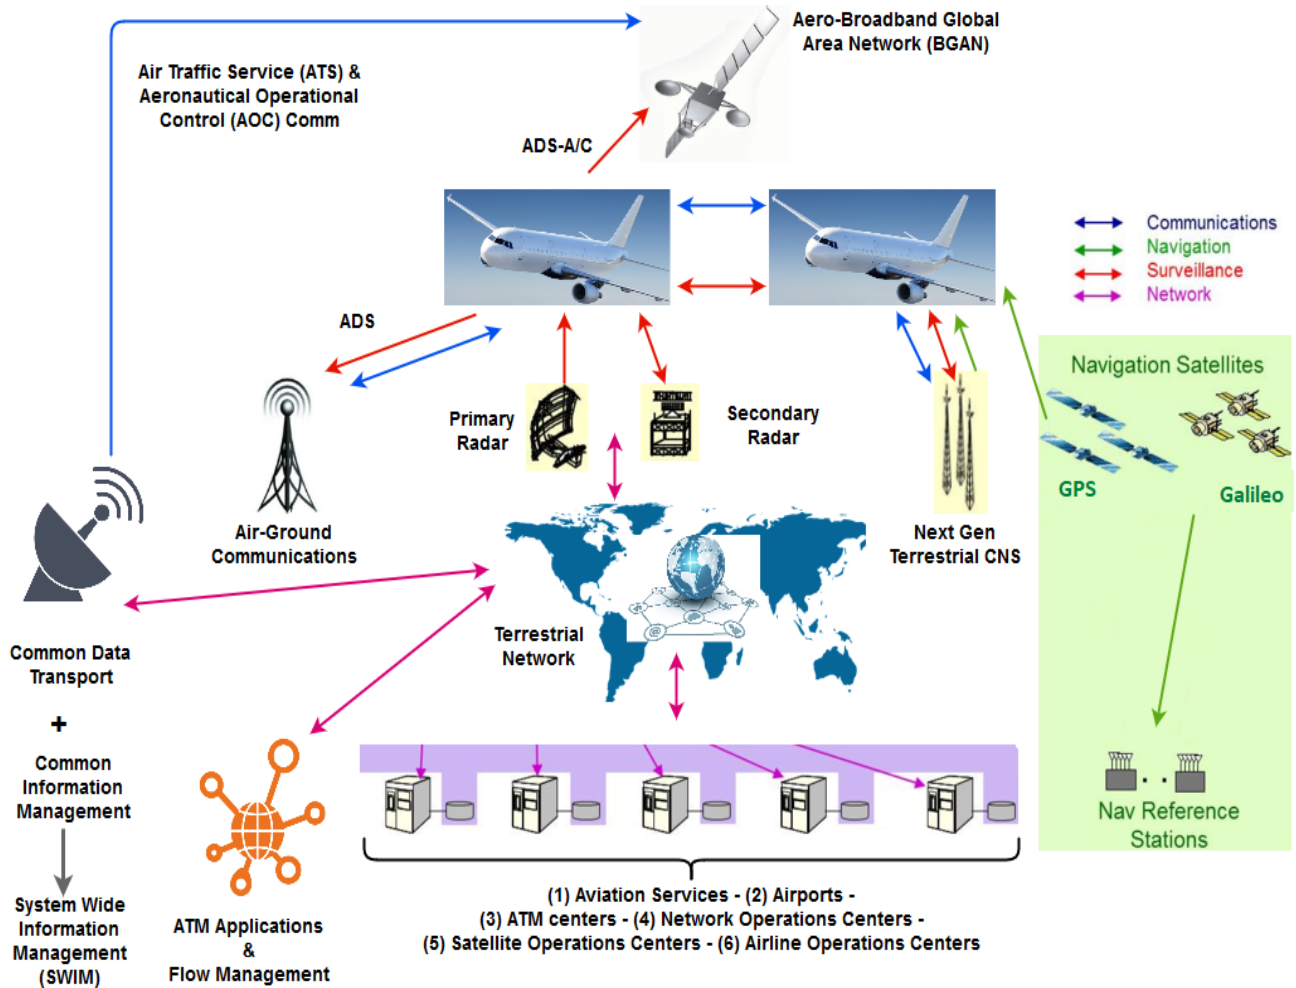 Aero-Broadband Global
Area Network (BGAN)
Air Traffic Service (ATS) &
Aeronautical Operational
Control (AOC) Comm
ADS-A/C
Communications
Navigation
Surveillance
Network
ADS
Navigation Satellites
Primary
Radar
Secondary
Radar
GPS
Galileo
Air-Ground
Communications
Next Gen
Terrestrial CNS
Terrestrial
Network
Common Data
Transport
+
Common
Information
Management
Nav Reference
Stations
System Wide
Information
Management
(SWIM)
ATM Applications
&
Flow Management
(1) Aviation Services - (2) Airports -
(3) ATM centers - (4) Network Operations Centers -
(5) Satellite Operations Centers - (6) Airline Operations Centers